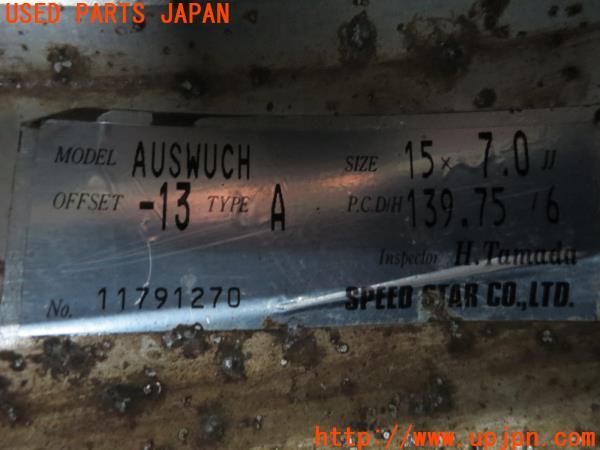 USED PARTS JAPAN
MODEL AUSWUCH SIZE 15× 7.0 JJ
OFFSET -13 TYPE A P.C.D/H 139.75 /6
Inspector H.Tamada
No. 11791270 SPEED STAR CO.,LTD.
http://www.upjpn.com